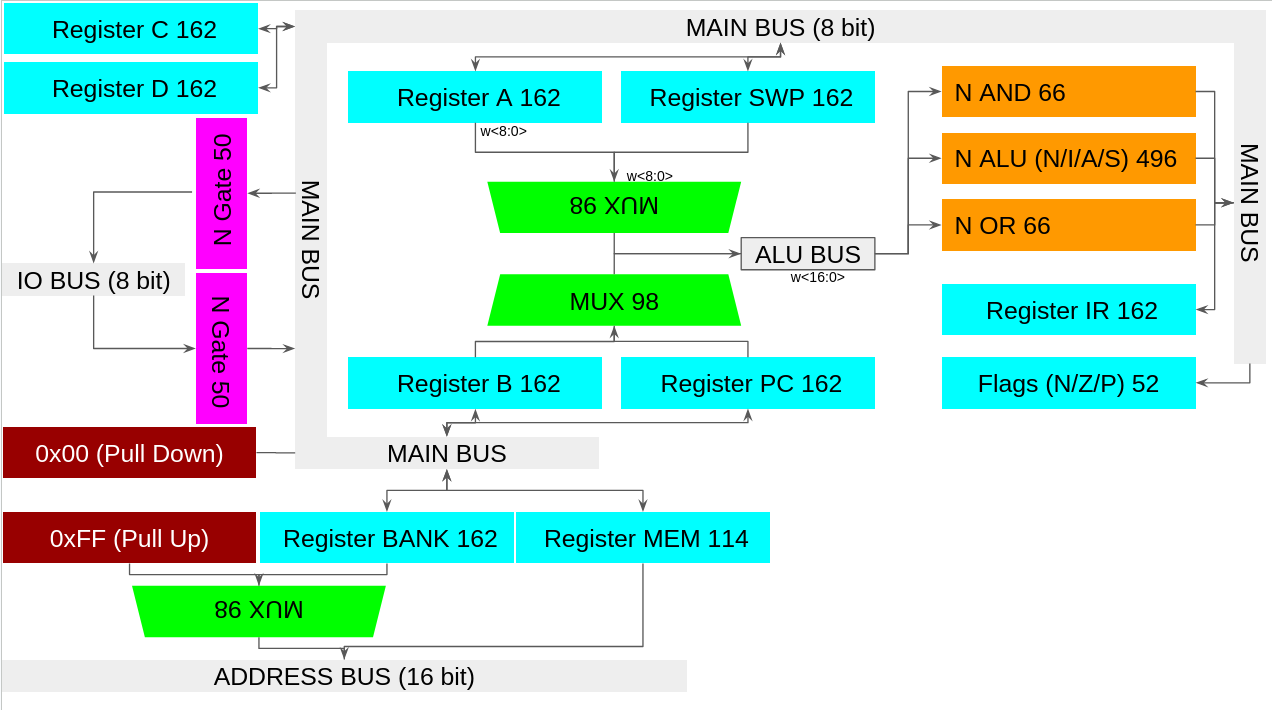 Register C 162
MAIN BUS (8 bit)
Register D 162
Register A 162
Register SWP 162
N AND 66
w<8:0>
N Gate 50
N ALU (N/I/A/S) 496
MAIN BUS
w<8:0>
MUX 98
MAIN BUS
N OR 66
ALU BUS
w<16:0>
IO BUS (8 bit)
N Gate 50
MUX 98
Register IR 162
Register B 162
Register PC 162
Flags (N/Z/P) 52
0x00 (Pull Down)
MAIN BUS
0xFF (Pull Up)
Register BANK 162
Register MEM 114
MUX 98
ADDRESS BUS (16 bit)